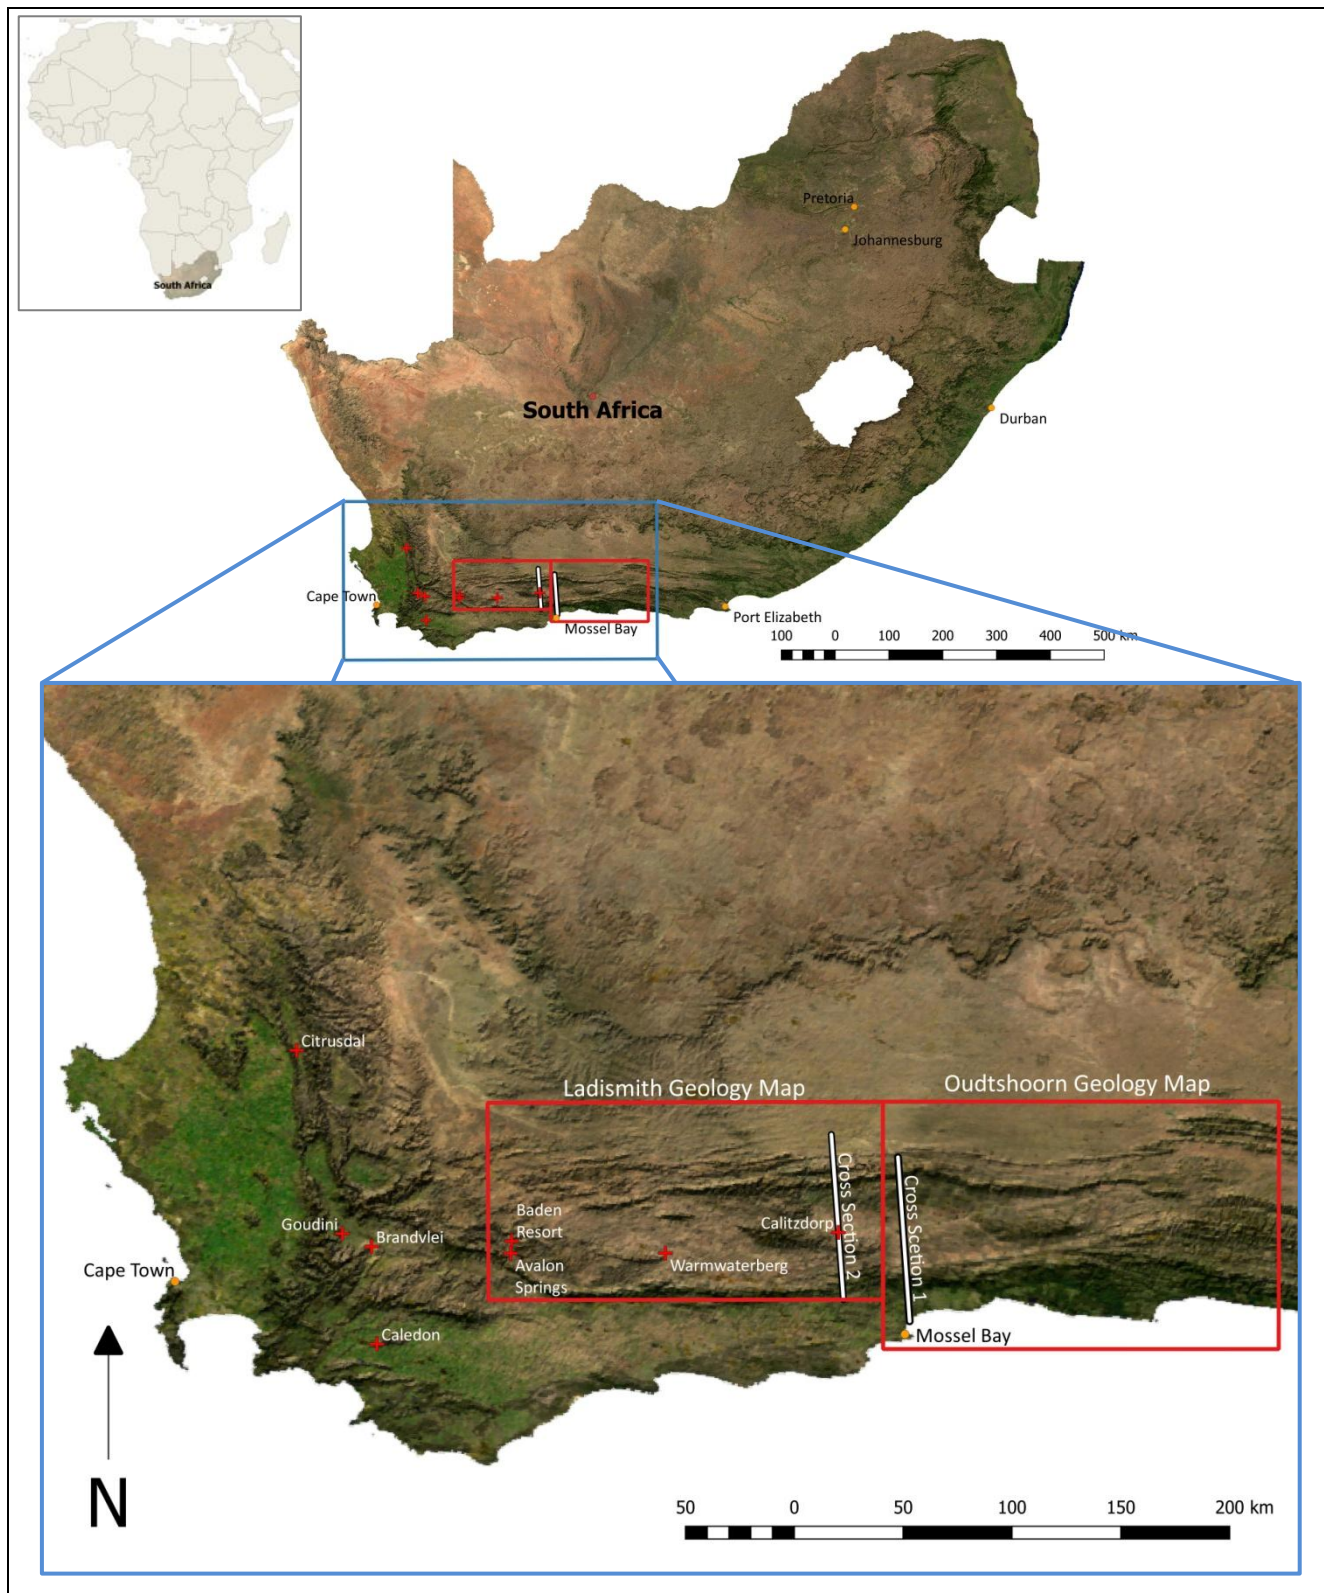 South Africa
Pretoria
Johannesburg
South Africa
Durban
Cape Town
Mossel Bay
Port Elizabeth
100 0 100 200 300 400 500 km
Citrusdal
Ladismith Geology Map
Oudtshoorn Geology Map
Cross Section 2
Cross Scetion 1
Baden
Resort
Goudini
Brandvlei
Calitzdorp
Avalon
Springs
Warmwaterberg
Cape Town
Caledon
Mossel Bay
N
50 0 50 100 150 200 km